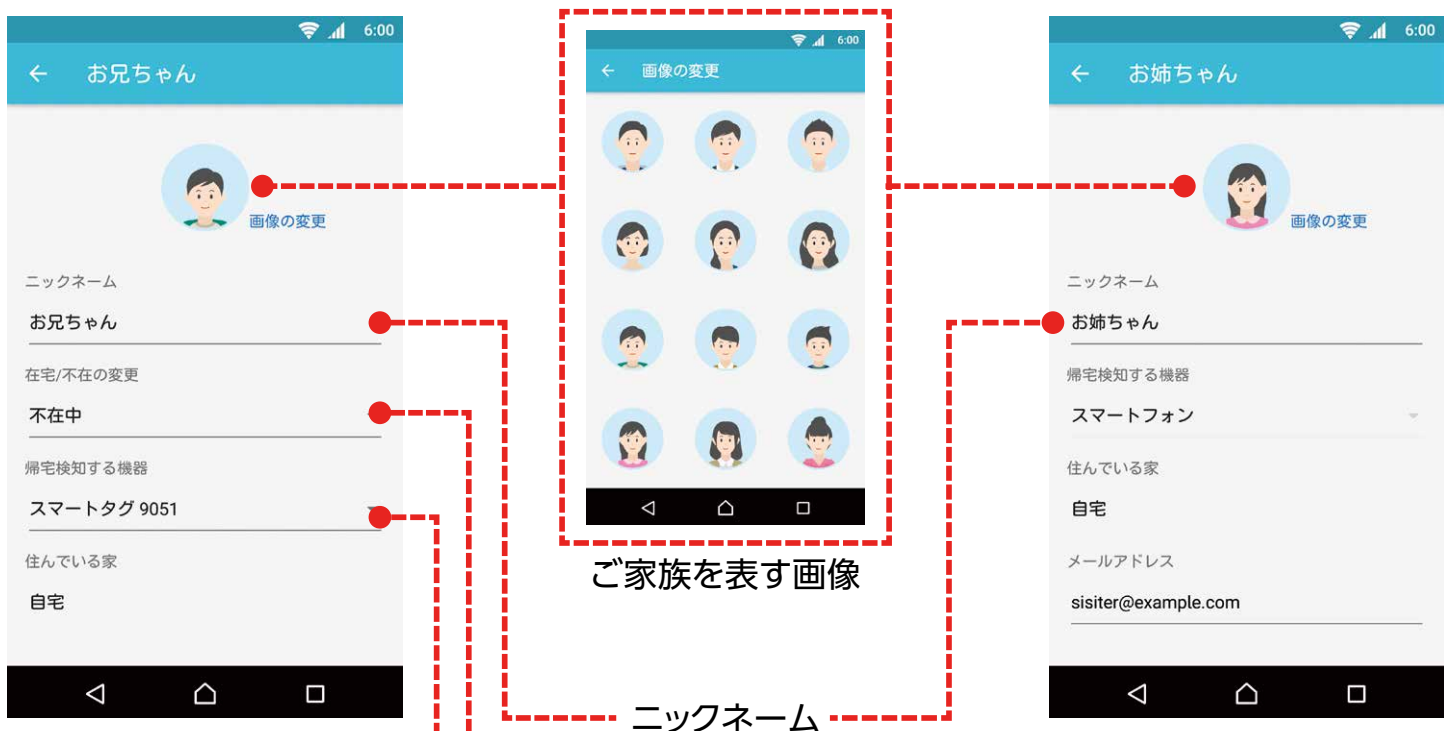 6:00
お兄ちゃん
画像の変更
ニックネーム
お兄ちゃん
在宅/不在の変更
不在中
帰宅検知する機器
スマートタグ 9051
住んでいる家
自宅
6:00
画像の変更
ご家族を表す画像
ニックネーム
6:00
お姉ちゃん
画像の変更
ニックネーム
お姉ちゃん
帰宅検知する機器
スマートフォン
住んでいる家
自宅
メールアドレス
sisiter@example.com